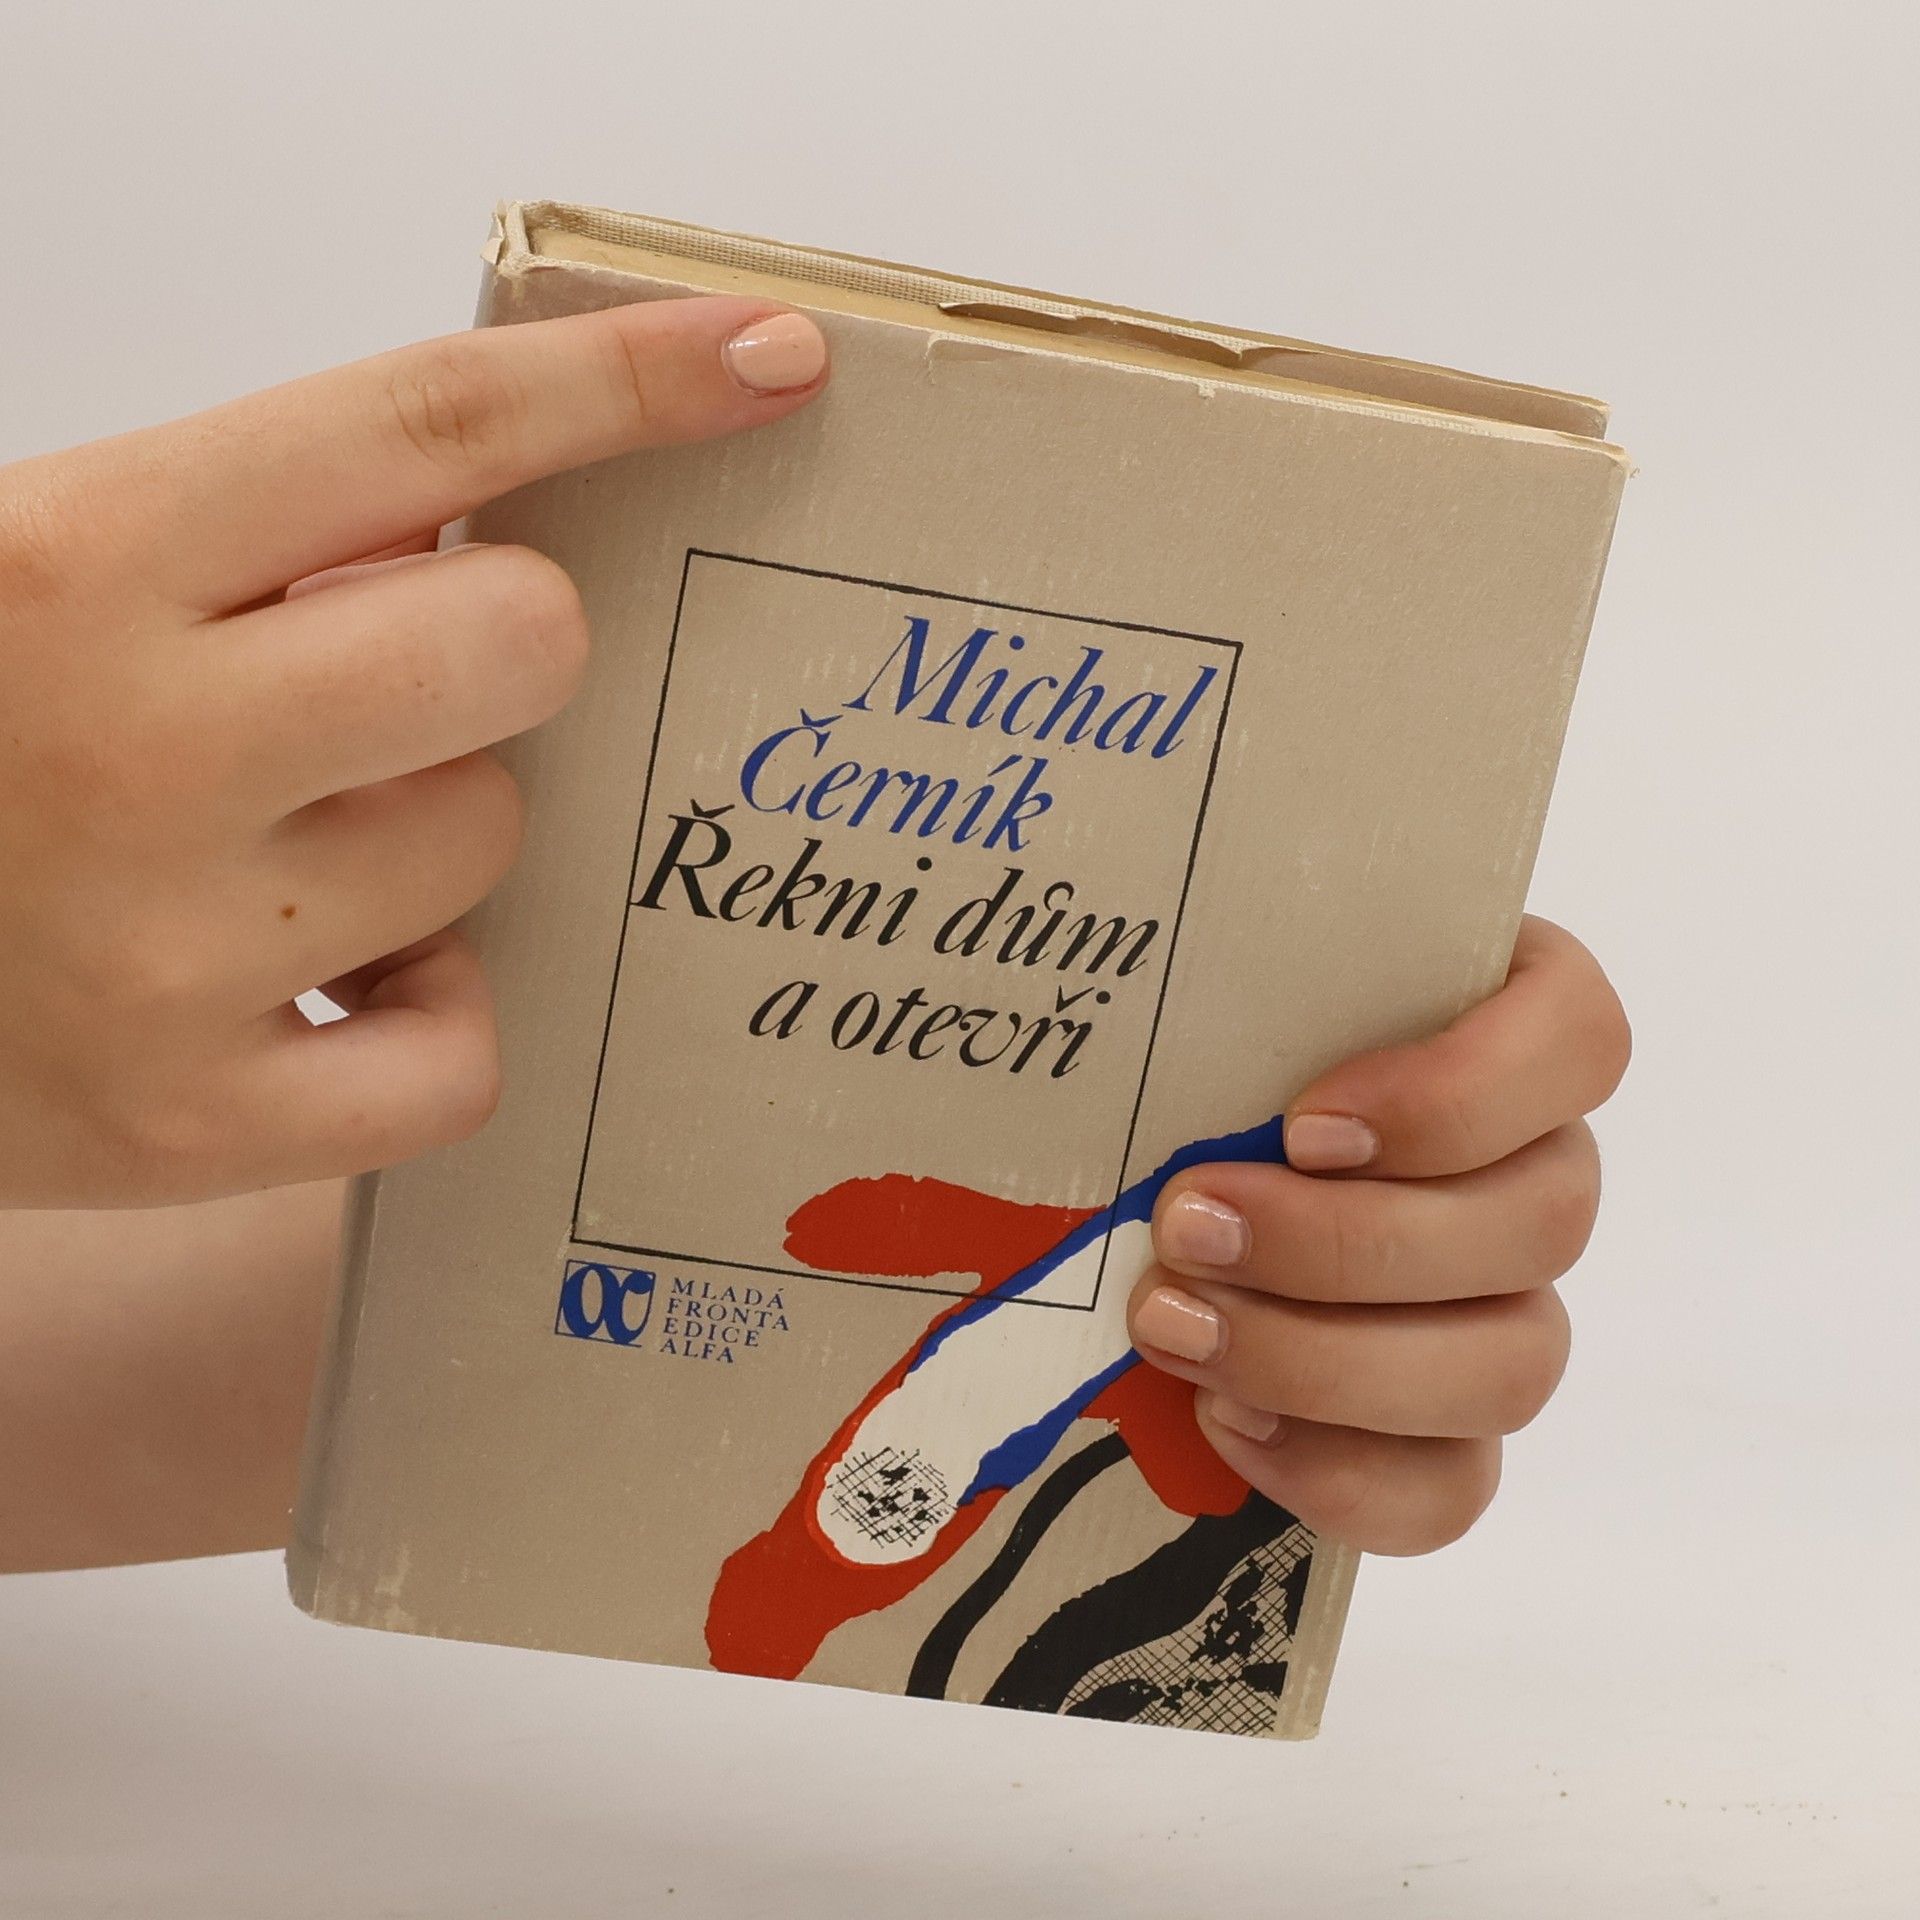 Michal
Černík
Řekni dům
a otevři
MLADÁ
FRONTA
EDICE
ALFA